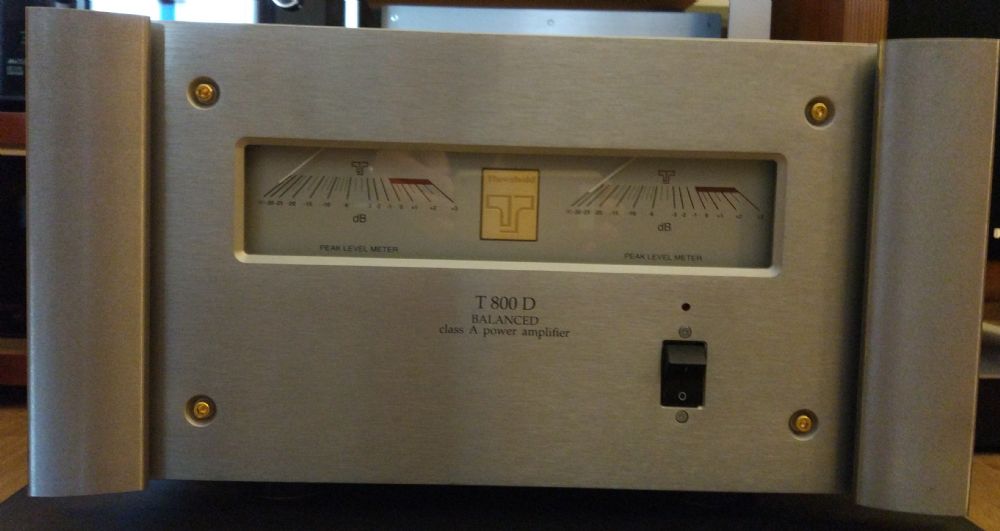 Threshold
dB
PEAK LEVEL METER
dB
PEAK LEVEL METER
T 800 D
BALANCED
class A power amplifier
O